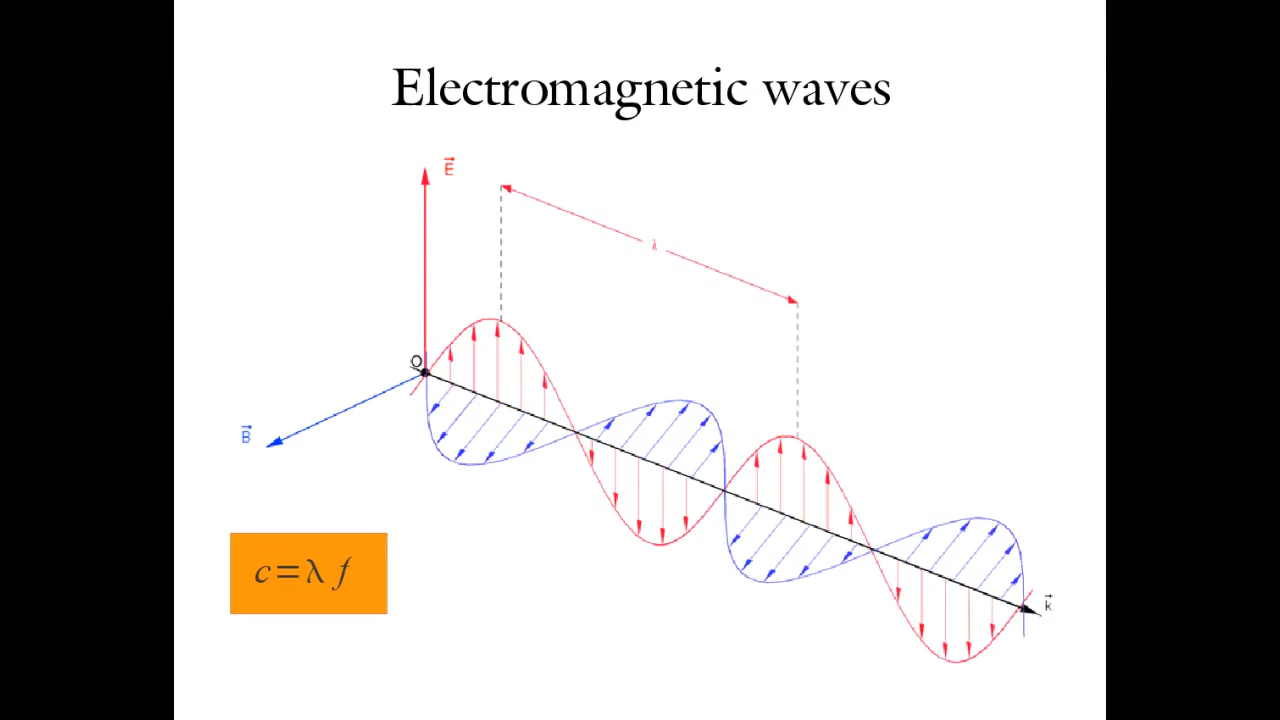 Electromagnetic waves
E⃗
λ
O
B⃗
c=λ f
k⃗